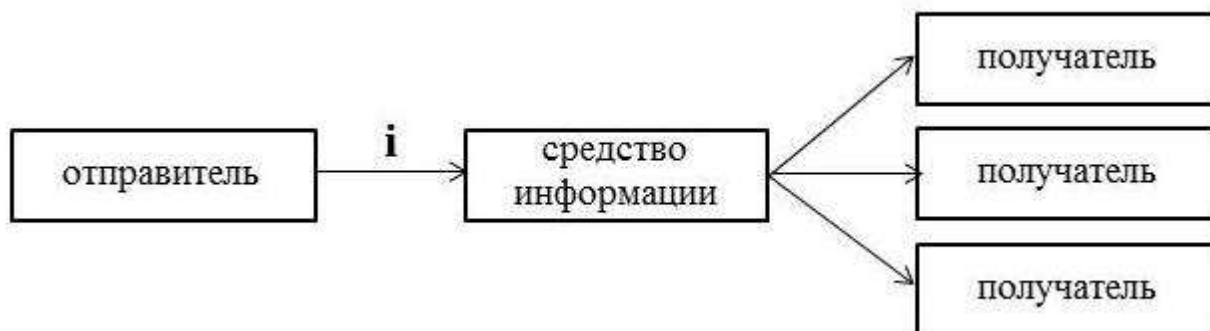 отправитель
i
средство
информации
получатель
получатель
получатель